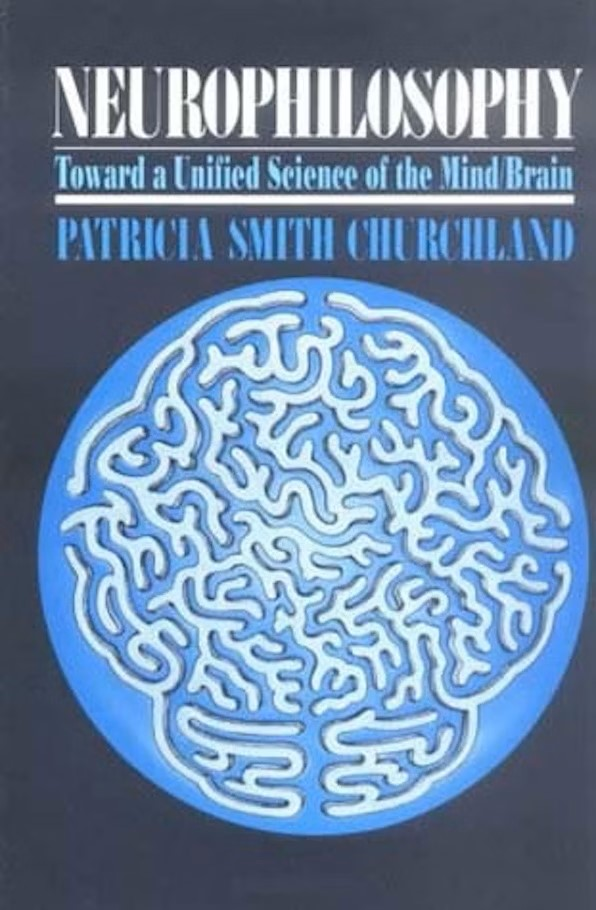 NEUROPHILOSOPHY
Toward a Unified Science of the Mind/Brain
PATRICIA SMITH CHURCHLAND